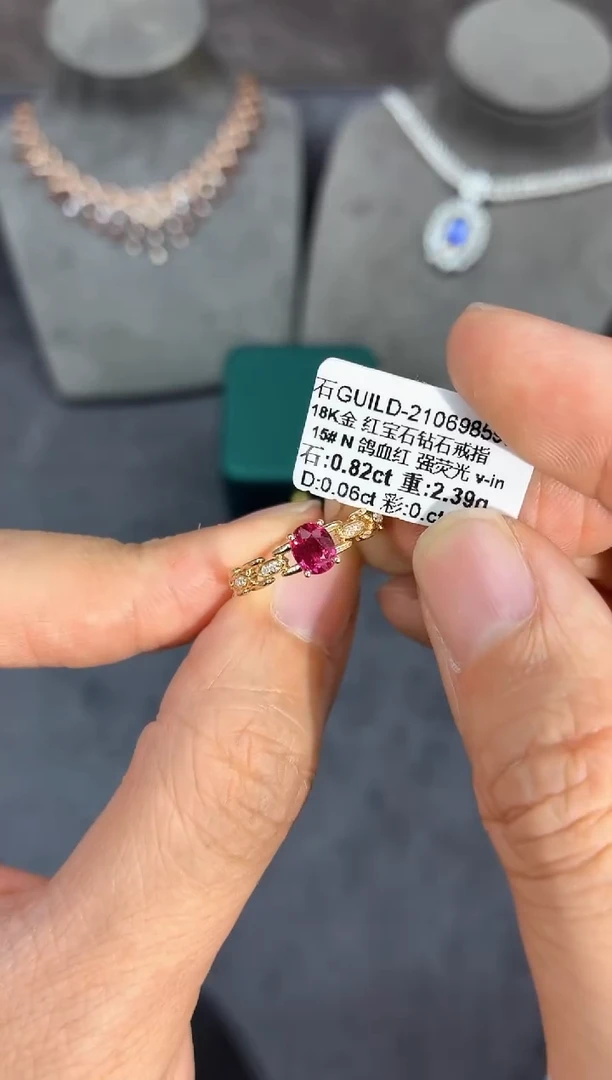 石GUILD-21069859
18K金 红宝石钻石戒指
15# N 鸽血红 强荧光 v-in
石:0.82ct 重:2.39g
D:0.06ct 彩:0.ct